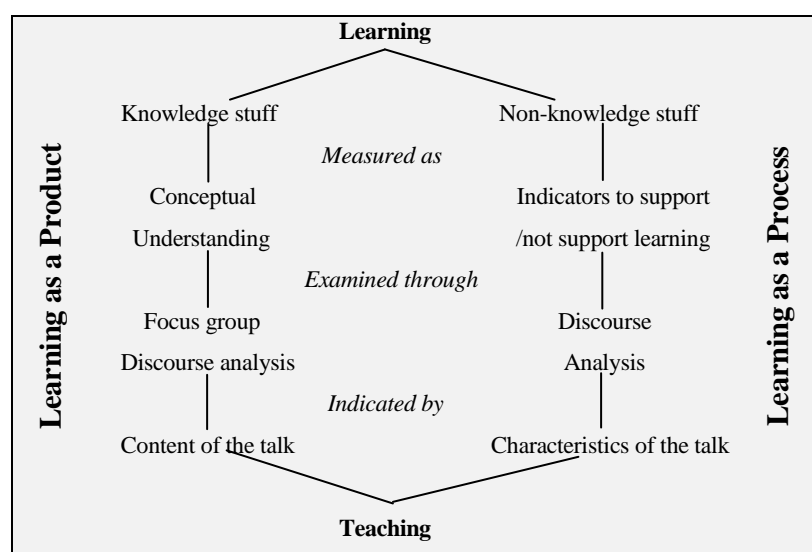 Learning
Knowledge stuff
Non-knowledge stuff
Measured as
Conceptual
Understanding
Indicators to support
/not support learning
Examined through
Focus group
Discourse analysis
Discourse
Analysis
Indicated by
Content of the talk
Characteristics of the talk
Teaching
Learning as a Product
Learning as a Process